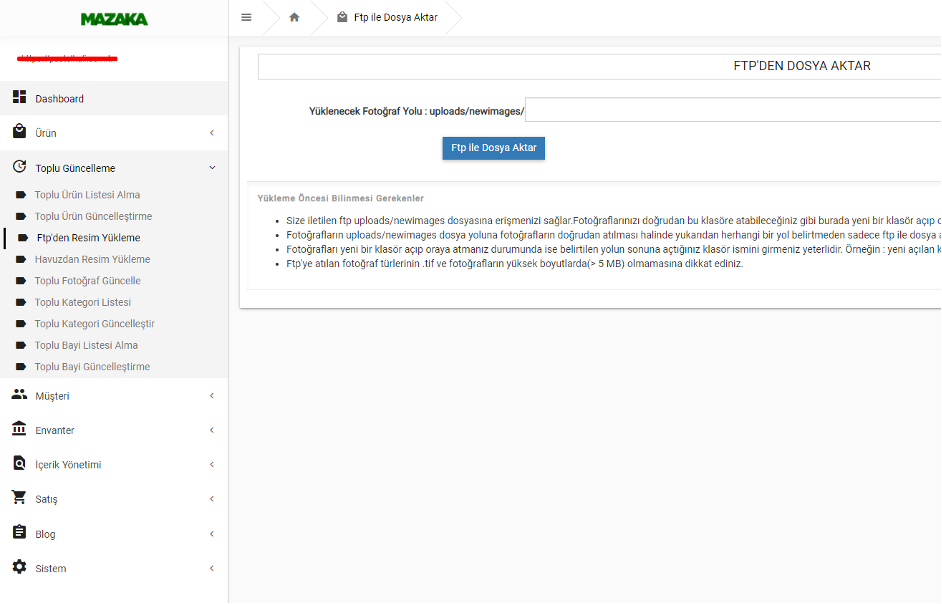 MAZAKA
Ftp ile Dosya Aktar
Dashboard
Ürün
Toplu Güncelleme
Toplu Ürün Listesi Alma
Toplu Ürün Güncelleştirme
Ftp'den Resim Yükleme
Havuzdan Resim Yükleme
Toplu Fotoğraf Güncelle
Toplu Kategori Listesi
Toplu Kategori Güncelleştir
Toplu Bayi Listesi Alma
Toplu Bayi Güncelleştirme
Müşteri
Envanter
İçerik Yönetimi
Satış
Blog
Sistem
FTP'DEN DOSYA AKTAR
Yüklenecek Fotoğraf Yolu : uploads/newimages/
Ftp ile Dosya Aktar
Yükleme Öncesi Bilinmesi Gerekenler
Size iletilen ftp uploads/newimages dosyasına erişmenizi sağlar.Fotoğraflarınızı doğrudan bu klasöre atabileceğiniz gibi burada yeni bir klasör açıp
Fotoğrafların uploads/newimages dosya yoluna fotoğrafların doğrudan atılması halinde yukarıdan herhangi bir yol belirtmeden sadece ftp ile dosya
Fotoğrafları yeni bir klasör açıp oraya atmanız durumunda ise belirtilen yolun sonuna açtığınız klasör ismini girmeniz yeterlidir. Örneğin : yeni açılan
Ftp'ye atılan fotoğraf türlerinin .tif ve fotoğrafların yüksek boyutlarda(> 5 MB) olmamasına dikkat ediniz.